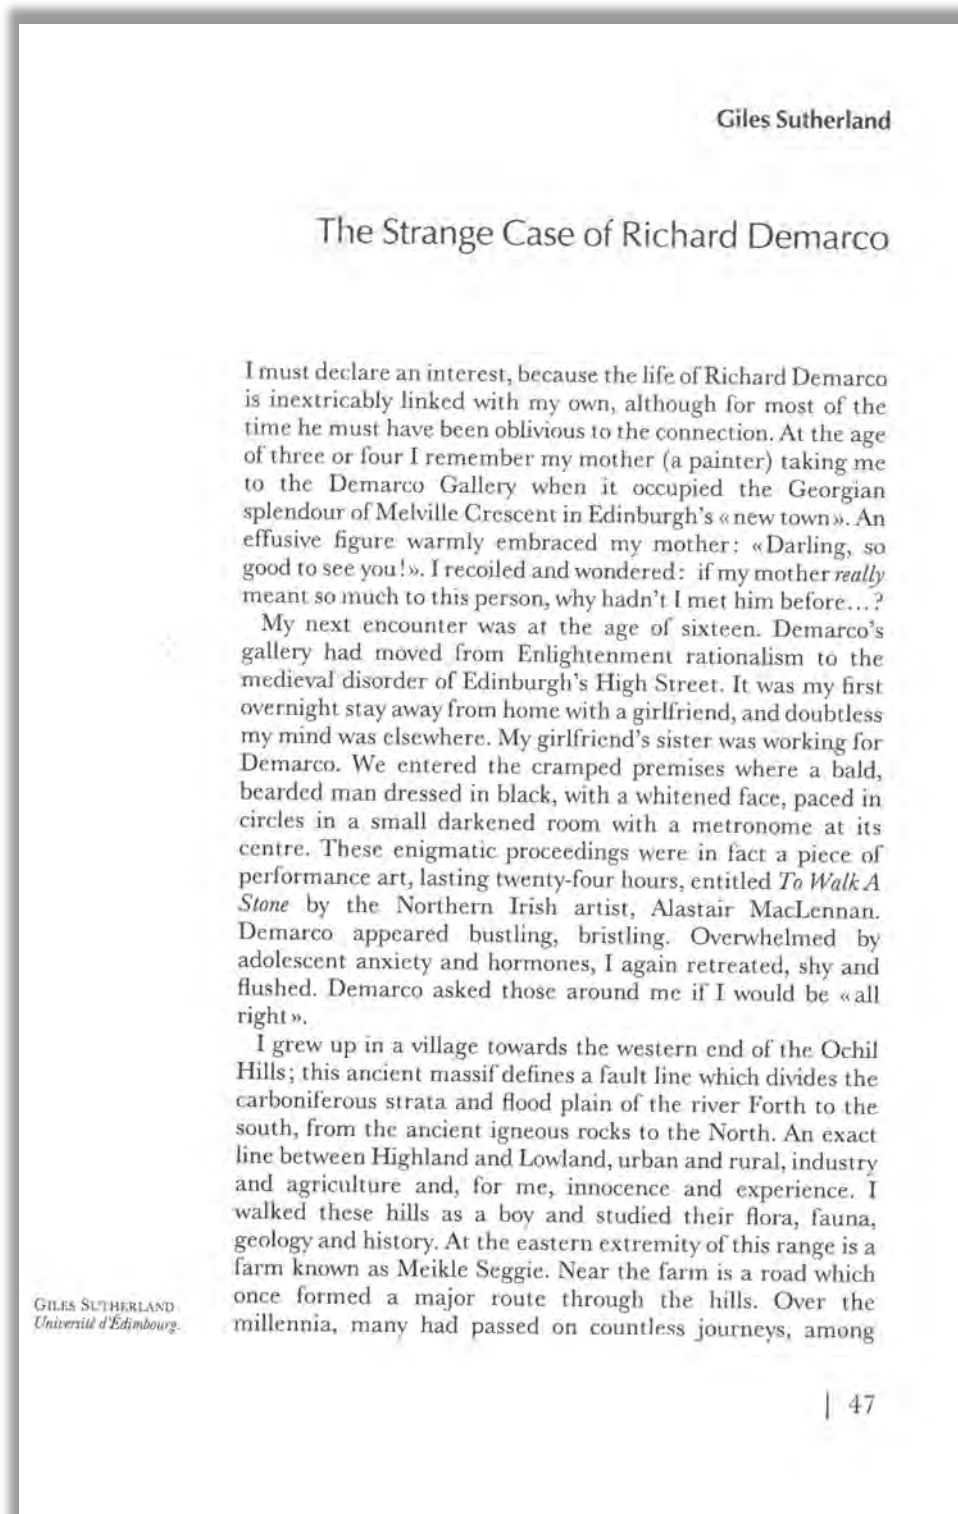 Giles Sutherland
The Strange Case of Richard Demarco
I must declare an interest, because the life of Richard Demarco
is inextricably linked with my own, although for most of the
time he must have been oblivious to the connection. At the age
of three or four I remember my mother (a painter) taking me
to the Demarco Gallery when it occupied the Georgian
splendour of Melville Crescent in Edinburgh's « new town ». An
effusive figure warmly embraced my mother : «Darling, so
good to see you !». I recoiled and wondered : if my mother really
meant so much to this person, why hadn't I met him before... ?
My next encounter was at the age of sixteen. Demarco's
gallery had moved from Enlightenment rationalism to the
medieval disorder of Edinburgh's High Street. It was my first
overnight stay away from home with a girlfriend, and doubtless
my mind was elsewhere. My girlfriend's sister was working for
Demarco. We entered the cramped premises where a bald,
bearded man dressed in black, with a whitened face, paced in
circles in a small darkened room with a metronome at its
centre. These enigmatic proceedings were in fact a piece of
performance art, lasting twenty-four hours, entitled To Walk A
Stone by the Northern Irish artist, Alastair MacLennan.
Demarco appeared bustling, bristling. Overwhelmed by
adolescent anxiety and hormones, I again retreated, shy and
flushed. Demarco asked those around me if I would be « all
right ».
I grew up in a village towards the western end of the Ochil
Hills ; this ancient massif defines a fault line which divides the
carboniferous strata and flood plain of the river Forth to the
south, from the ancient igneous rocks to the North. An exact
line between Highland and Lowland, urban and rural, industry
and agriculture and, for me, innocence and experience. I
walked these hills as a boy and studied their flora, fauna,
geology and history. At the eastern extremity of this range is a
farm known as Meikle Seggie. Near the farm is a road which
once formed a major route through the hills. Over the
millennia, many had passed on countless journeys, among
GILES SUTHERLAND
Université d'Édimbourg.
| 47